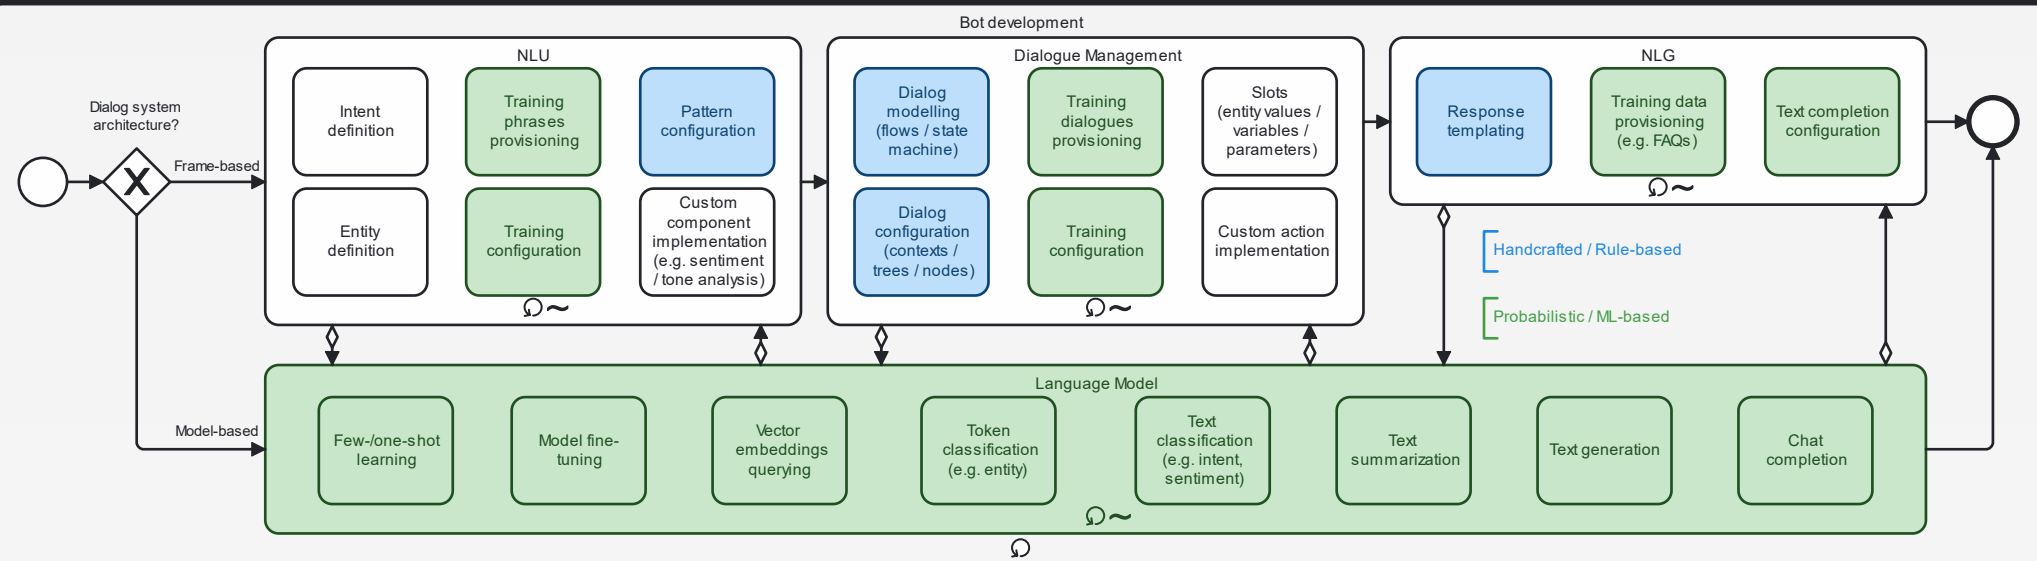 Bot development
Dialog system
architecture?
Frame-based
Model-based
NLU
Intent
definition
Training
phrases
provisioning
Pattern
configuration
Entity
definition
Training
configuration
Custom
component
implementation
(e.g. sentiment
/ tone analysis)
Dialogue Management
Dialog
modelling
(flows / state
machine)
Training
dialogues
provisioning
Slots
(entity values /
variables /
parameters)
Dialog
configuration
(contexts /
trees / nodes)
Training
configuration
Custom action
implementation
NLG
Response
templating
Training data
provisioning
(e.g. FAQs)
Text completion
configuration
Handcrafted / Rule-based
Probabilistic / ML-based
Language Model
Few-/one-shot
learning
Model fine-
tuning
Vector
embeddings
querying
Token
classification
(e.g. entity)
Text
classification
(e.g. intent,
sentiment)
Text
summarization
Text generation
Chat
completion